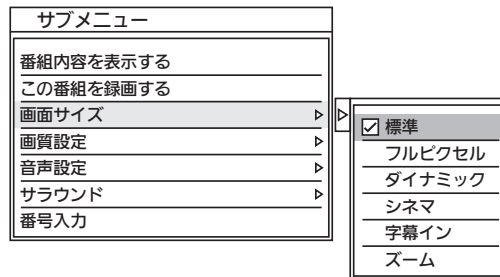 サブメニュー
番組内容を表示する
この番組を録画する
画面サイズ
画質設定
音声設定
サラウンド
番号入力
標準
フルピクセル
ダイナミック
シネマ
字幕イン
ズーム